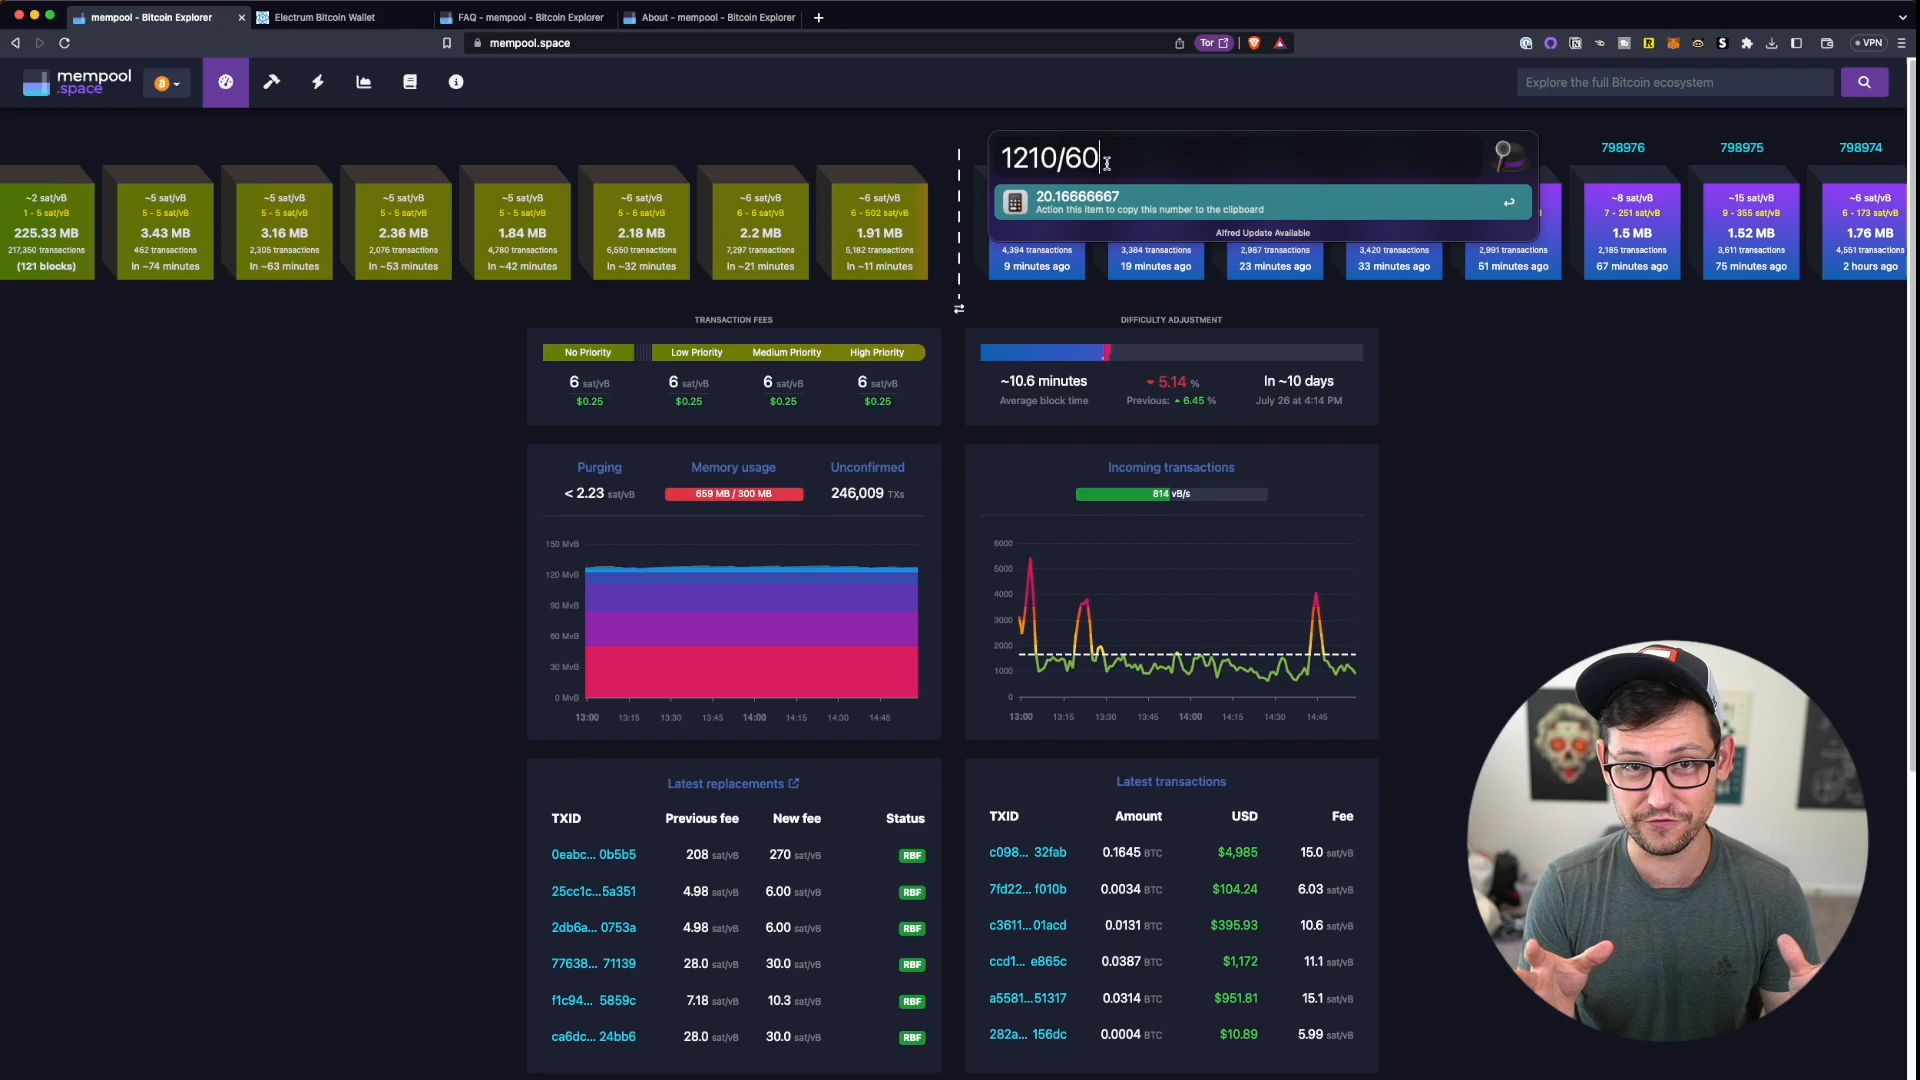 mempool - Bitcoin Explorer
Electrum Bitcoin Wallet
FAQ - mempool - Bitcoin Explorer
About - mempool - Bitcoin Explorer
mempool.space
Tor
VPN
mempool
.space
Explore the full Bitcoin ecosystem
1210/60
20.16666667
Action this item to copy this number to the clipboard
Alfred Update Available
798976
798975
798974
~2 sat/vB
1 - 5 sat/vB
225.33 MB
217,350 transactions
(121 blocks)
~5 sat/vB
5 - 5 sat/vB
3.43 MB
462 transactions
In ~74 minutes
~5 sat/vB
5 - 5 sat/vB
3.16 MB
2,305 transactions
In ~63 minutes
~5 sat/vB
5 - 5 sat/vB
2.36 MB
2,076 transactions
In ~53 minutes
~5 sat/vB
5 - 5 sat/vB
1.84 MB
4,780 transactions
In ~42 minutes
~6 sat/vB
5 - 6 sat/vB
2.18 MB
6,550 transactions
In ~32 minutes
~6 sat/vB
6 - 6 sat/vB
2.2 MB
7,297 transactions
In ~21 minutes
~6 sat/vB
6 - 502 sat/vB
1.91 MB
5,182 transactions
In ~11 minutes
4,394 transactions
9 minutes ago
3,384 transactions
19 minutes ago
2,987 transactions
23 minutes ago
3,420 transactions
33 minutes ago
2,991 transactions
51 minutes ago
~8 sat/vB
7 - 251 sat/vB
1.5 MB
2,185 transactions
67 minutes ago
~15 sat/vB
9 - 355 sat/vB
1.52 MB
3,611 transactions
75 minutes ago
~6 sat/vB
6 - 173 sat/vB
1.76 MB
4,551 transactions
2 hours ago
TRANSACTION FEES
No Priority
Low Priority
Medium Priority
High Priority
6 sat/vB
6 sat/vB
6 sat/vB
6 sat/vB
$0.25
$0.25
$0.25
$0.25
DIFFICULTY ADJUSTMENT
~10.6 minutes
5.14 %
In ~10 days
Average block time
Previous: 6.45 %
July 26 at 4:14 PM
Purging
Memory usage
Unconfirmed
< 2.23 sat/vB
659 MB / 300 MB
246,009 TXs
150 MvB
120 MvB
90 MvB
60 MvB
30 MvB
0 MvB
13:00
13:15
13:30
13:45
14:00
14:15
14:30
14:45
Incoming transactions
814 vB/s
6000
5000
4000
3000
2000
1000
0
13:00
13:15
13:30
13:45
14:00
14:15
14:30
14:45
Latest replacements
TXID Previous fee New fee Status
0eabc... 0b5b5 208 sat/vB 270 sat/vB RBF
25cc1c...5a351 4.98 sat/vB 6.00 sat/vB RBF
2db6a... 0753a 4.98 sat/vB 6.00 sat/vB RBF
77638... 71139 28.0 sat/vB 30.0 sat/vB RBF
f1c94... 5859c 7.18 sat/vB 10.3 sat/vB RBF
ca6dc... 24bb6 28.0 sat/vB 30.0 sat/vB RBF
Latest transactions
TXID Amount USD Fee
c098... 32fab 0.1645 BTC $4,985 15.0 sat/vB
7fd22... f010b 0.0034 BTC $104.24 6.03 sat/vB
c3611... 01acd 0.0131 BTC $395.93 10.6 sat/vB
ccd1... e865c 0.0387 BTC $1,172 11.1 sat/vB
a5581...51317 0.0314 BTC $951.81 15.1 sat/vB
282a... 156dc 0.0004 BTC $10.89 5.99 sat/vB